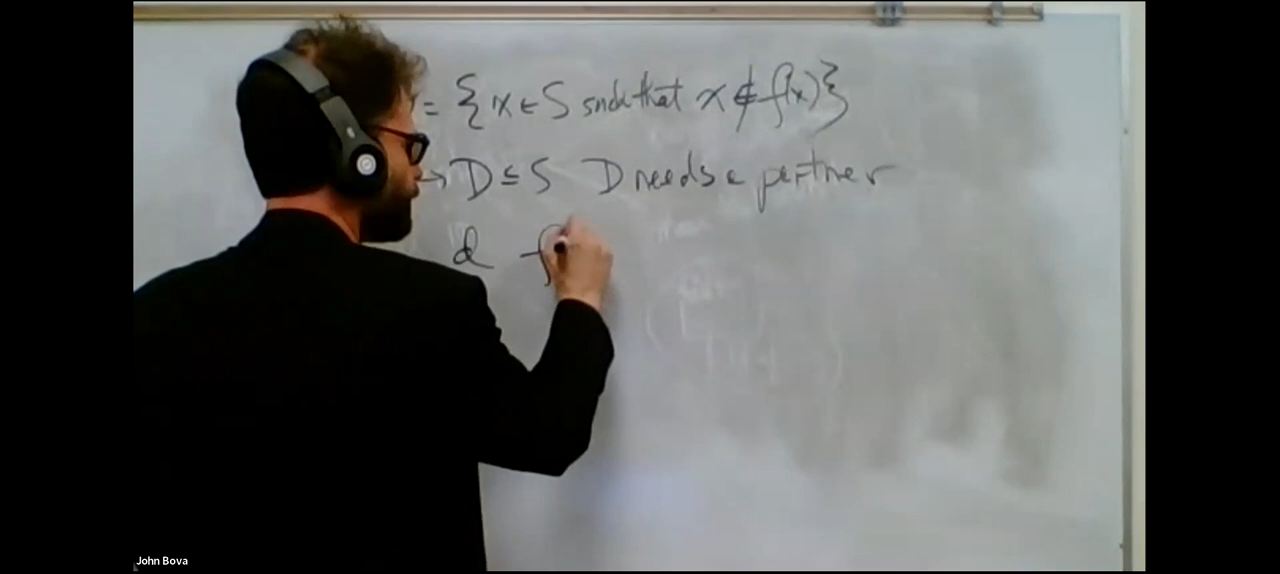 = {x ∈ S such that x ∉ f(x)}
→ D ⊆ S D needs a partner
d f
John Bova